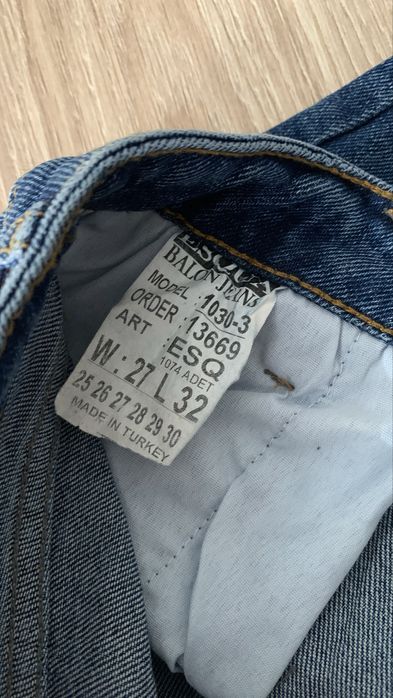 BALON JEANS
MODEL 1030-3
ORDER 13669
ART ESQ
1074 ADET
W: 27 L 32
25 26 27 28 29 30
MADE IN TURKEY